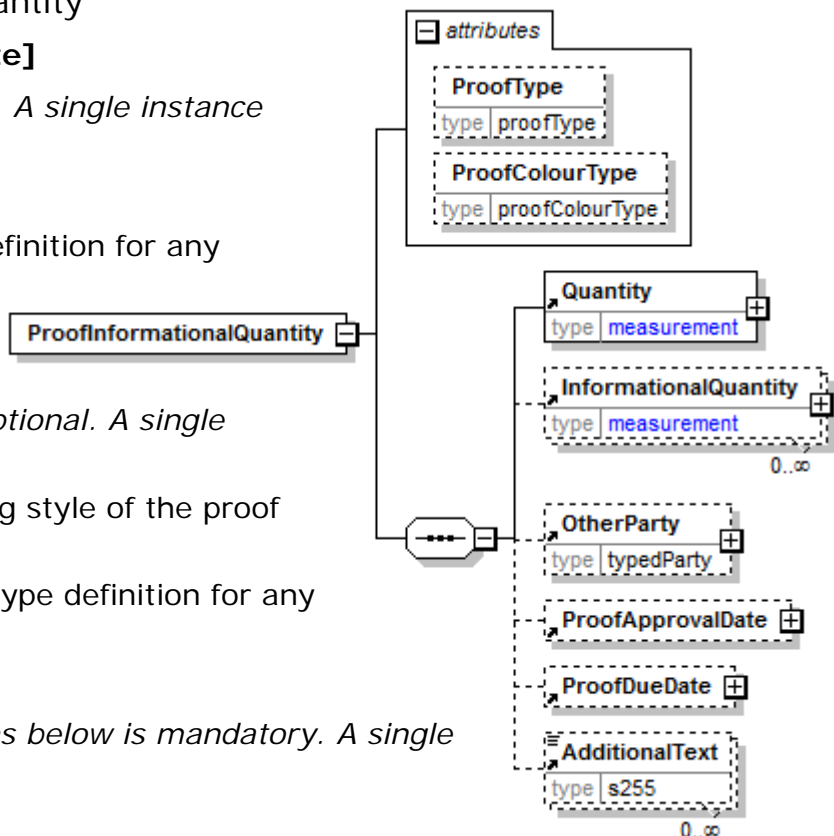 antity
te]
. A single instance
efinition for any
ptional. A single
g style of the proof
ype definition for any
s below is mandatory. A single
attributes
ProofType
type proofType
ProofColourType
type proofColourType
ProofInformationalQuantity
Quantity
type measurement
InformationalQuantity
type measurement
0..∞
OtherParty
type typedParty
ProofApprovalDate
ProofDueDate
AdditionalText
type s255
0..∞